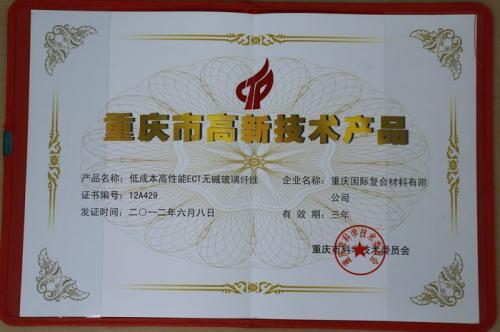 重庆市高新技术产品
产品名称：低成本高性能ECT无碱玻璃纤维
企业名称：重庆国际复合材料有限公司
证书编号：12A429
发证时间：二〇一二年六月八日
有 效 期：三年
重庆市科学技术委员会